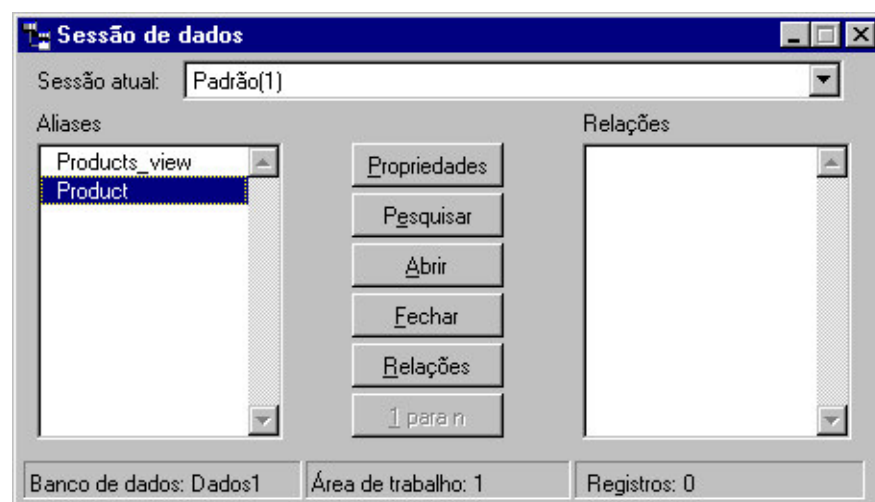 Sessão de dados
Sessão atual: Padrão(1)
Aliases
Relações
Products_view
Product
Propriedades
Pesquisar
Abrir
Fechar
Relações
1 para n
Banco de dados: Dados1
Área de trabalho: 1
Registros: 0